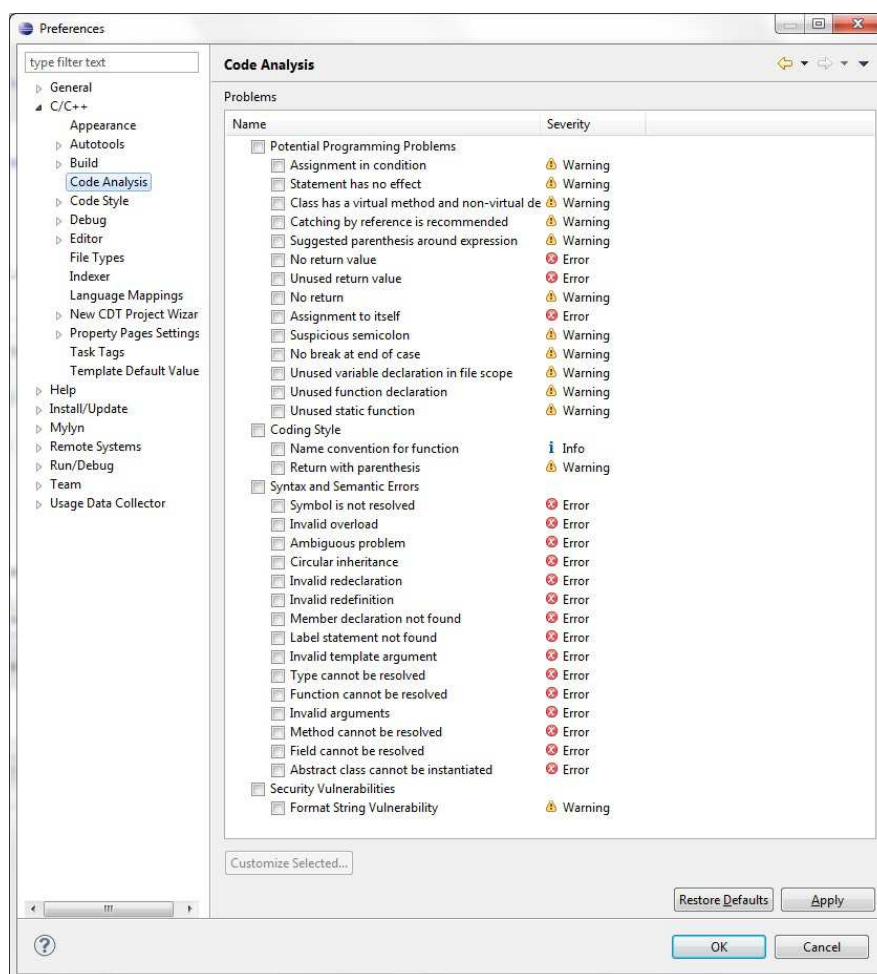 Preferences
type filter text
General
C/C++
Appearance
Autotools
Build
Code Analysis
Code Style
Debug
Editor
File Types
Indexer
Language Mappings
New CDT Project Wizar
Property Pages Settings
Task Tags
Template Default Value
Help
Install/Update
Mylyn
Remote Systems
Run/Debug
Team
Usage Data Collector
Code Analysis
Problems
Name Severity
Potential Programming Problems
Assignment in condition Warning
Statement has no effect Warning
Class has a virtual method and non-virtual de Warning
Catching by reference is recommended Warning
Suggested parenthesis around expression Warning
No return value Error
Unused return value Error
No return Warning
Assignment to itself Error
Suspicious semicolon Warning
No break at end of case Warning
Unused variable declaration in file scope Warning
Unused function declaration Warning
Unused static function Warning
Coding Style
Name convention for function Info
Return with parenthesis Warning
Syntax and Semantic Errors
Symbol is not resolved Error
Invalid overload Error
Ambiguous problem Error
Circular inheritance Error
Invalid redeclaration Error
Invalid redefinition Error
Member declaration not found Error
Label statement not found Error
Invalid template argument Error
Type cannot be resolved Error
Function cannot be resolved Error
Invalid arguments Error
Method cannot be resolved Error
Field cannot be resolved Error
Abstract class cannot be instantiated Error
Security Vulnerabilities
Format String Vulnerability Warning
Customize Selected...
Restore Defaults Apply
OK Cancel